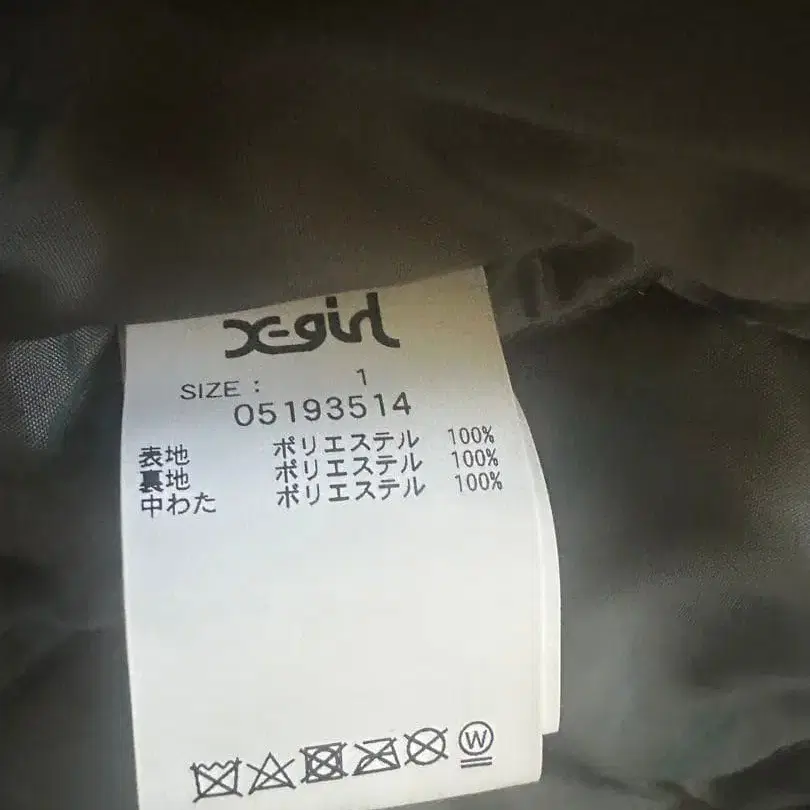 X-girl
SIZE : 1
05193514
表地 ポリエステル 100%
裏地 ポリエステル 100%
中わた ポリエステル 100%
W